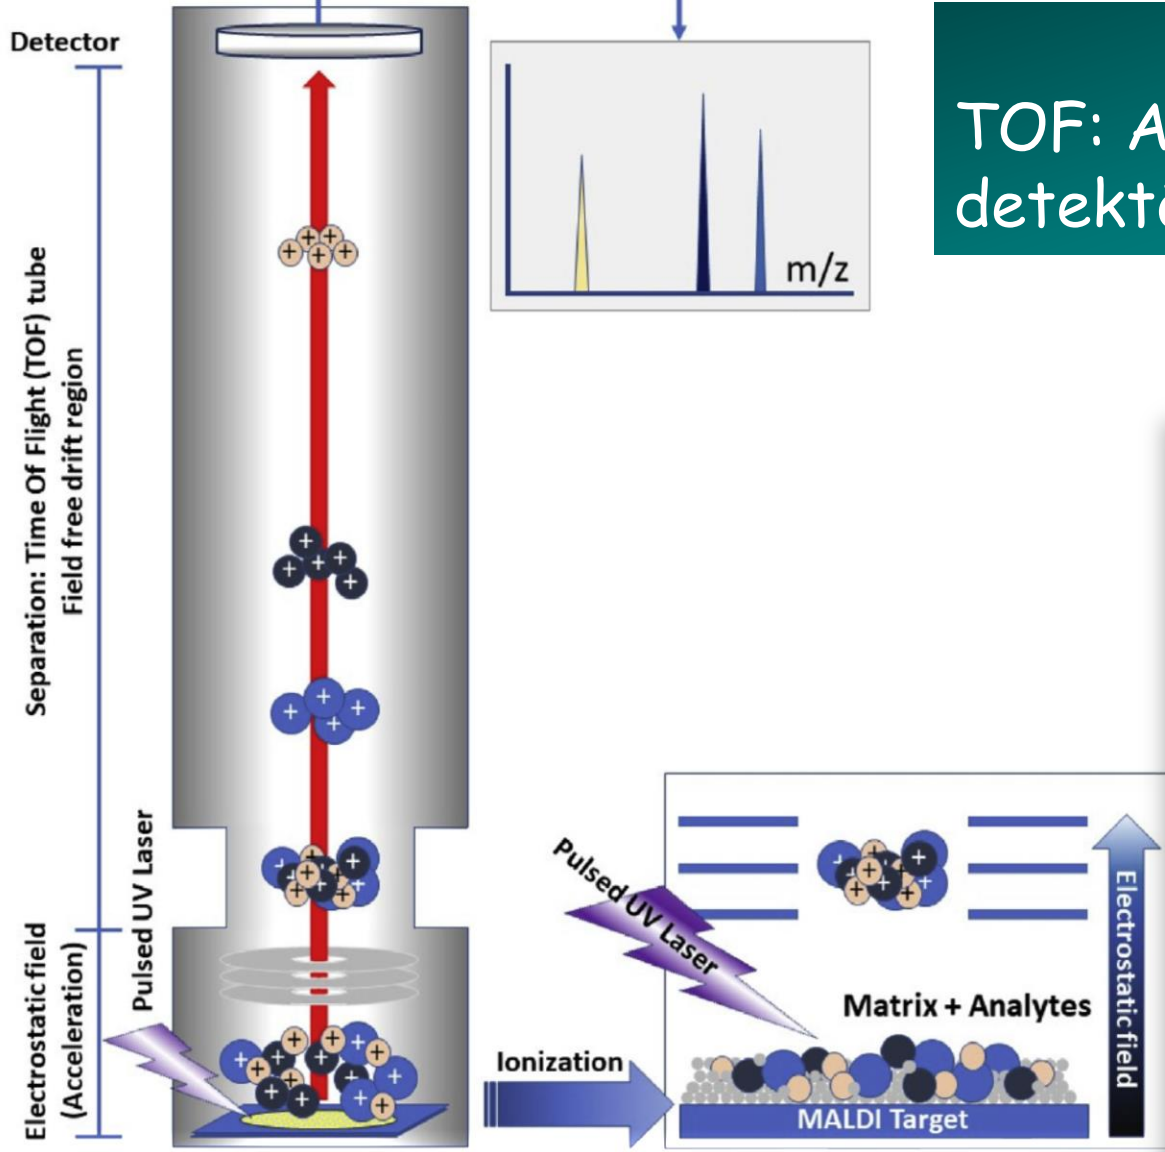 Detector
TOF: A
detekt
m/z
Separation: Time Of Flight (TOF) tube
Field free drift region
Pulsed UV Laser
Electrostatic field
(Acceleration)
Ionization
Pulsed UV Laser
Matrix + Analytes
MALDI Target
Electrostatic field